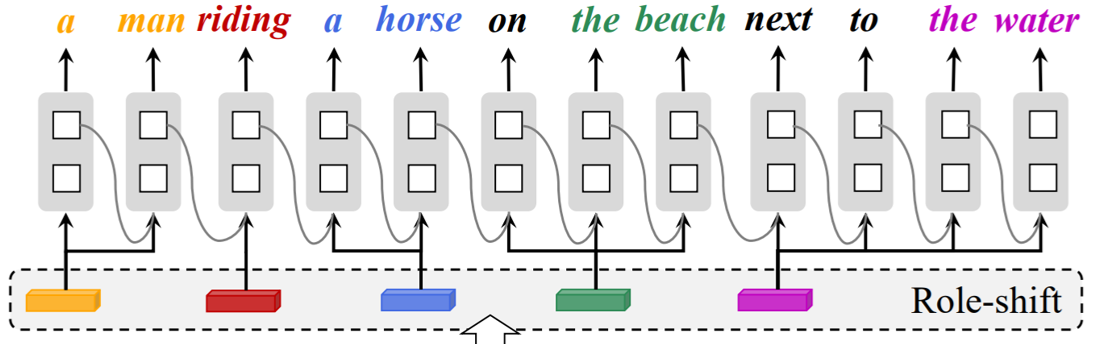 a man riding a horse on the beach next to the water
Role-shift